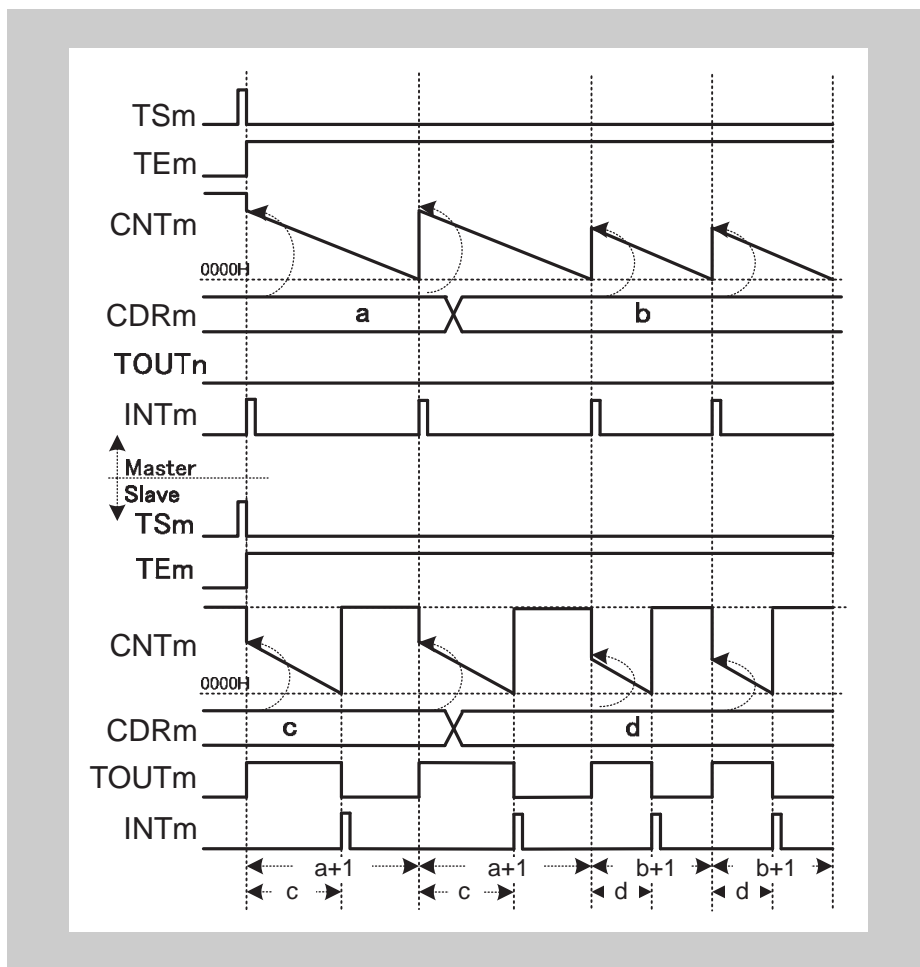 TSm
TEm
CNTm
0000H
CDRm a b
TOUTn
INTm
Master
Slave
TSm
TEm
CNTm
0000H
CDRm c d
TOUTm
INTm
a+1 a+1 b+1 b+1
c c d d